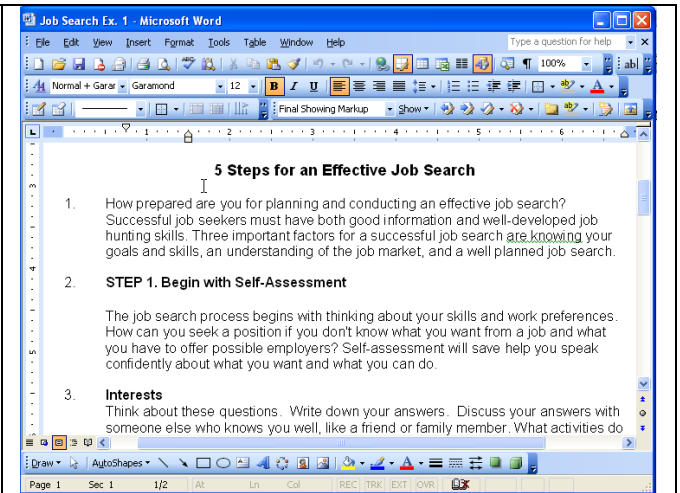 Job Search Ex. 1 - Microsoft Word
File Edit View Insert Format Tools Table Window Help Type a question for help
100%
Normal + Garar Garamond 12 B I U
Final Showing Markup Show
1 2 3 4 5 6
5 Steps for an Effective Job Search
1. How prepared are you for planning and conducting an effective job search?
Successful job seekers must have both good information and well-developed job
hunting skills. Three important factors for a successful job search are knowing your
goals and skills, an understanding of the job market, and a well planned job search.
2. STEP 1. Begin with Self-Assessment
The job search process begins with thinking about your skills and work preferences.
How can you seek a position if you don't know what you want from a job and what
you have to offer possible employers? Self-assessment will save help you speak
confidently about what you want and what you can do.
3. Interests
Think about these questions. Write down your answers. Discuss your answers with
someone else who knows you well, like a friend or family member. What activities do
Draw AutoShapes
Page 1 Sec 1 1/2 At Ln Col REC TRK EXT OVR